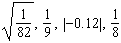 √(1/82), 1/9, |−0.12|, 1/8